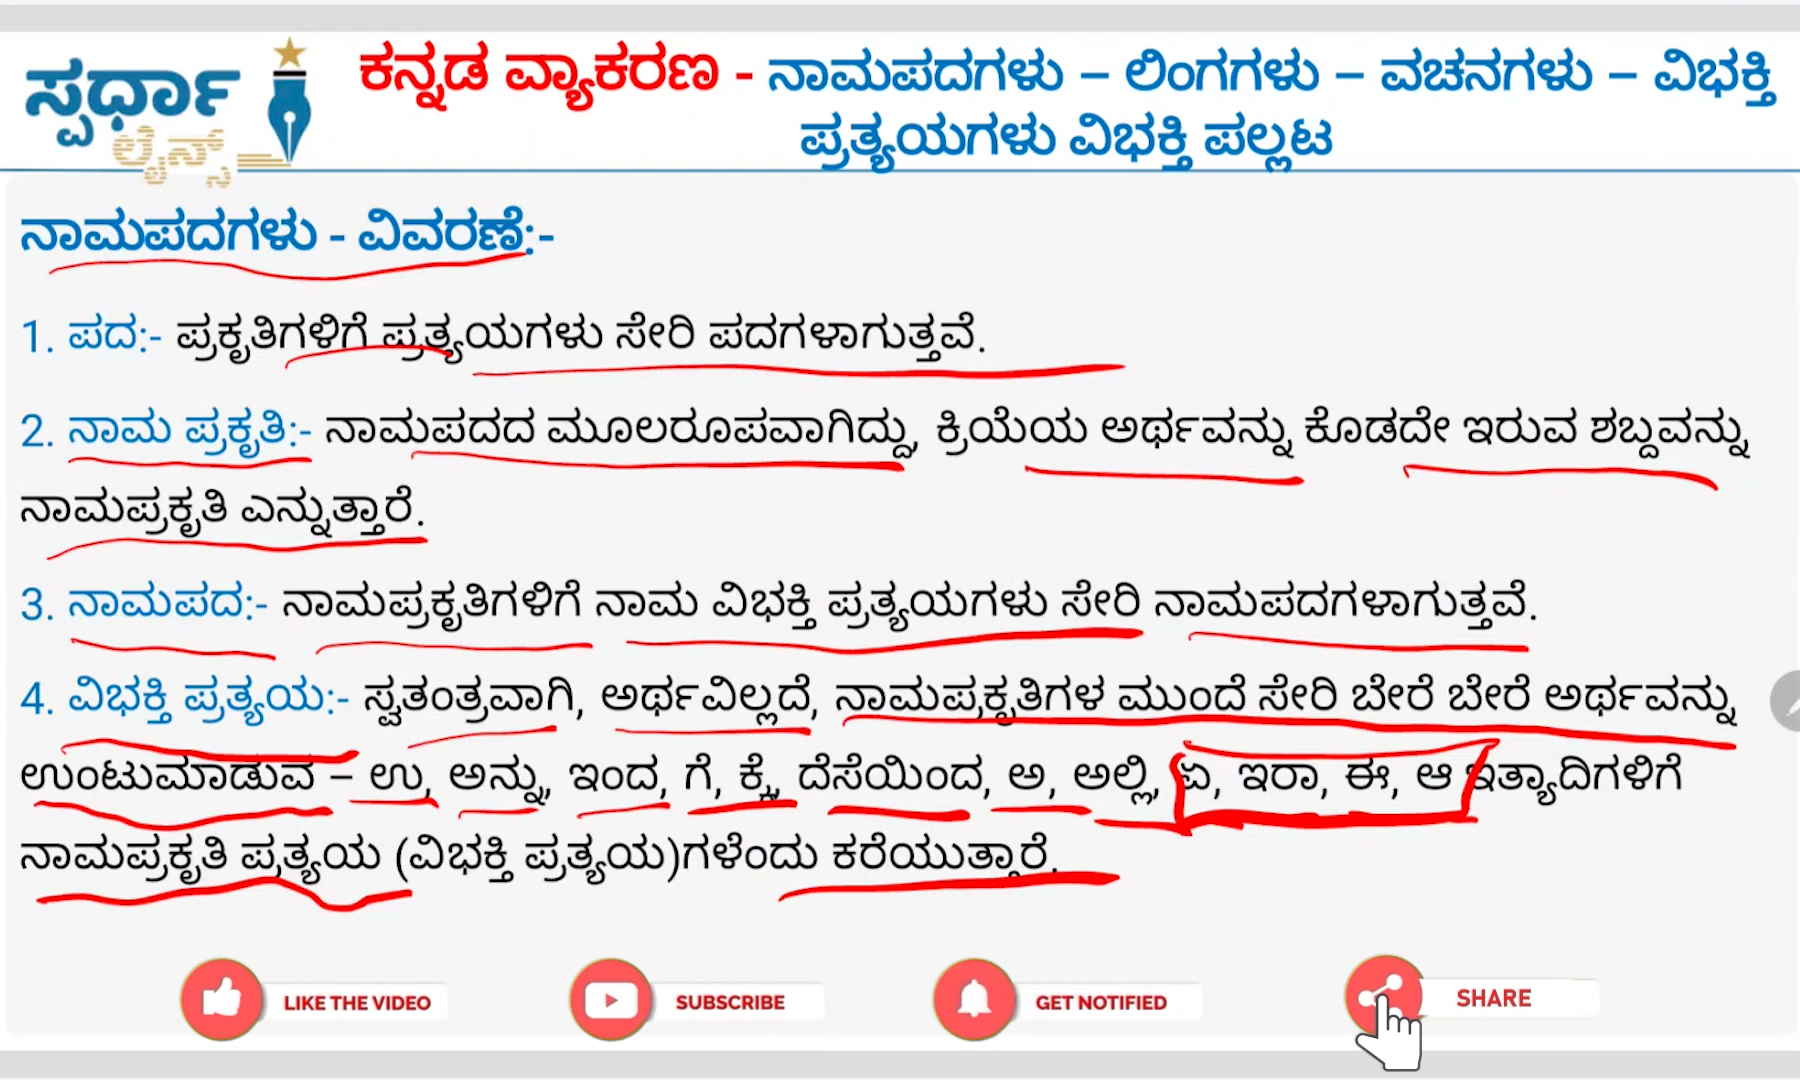 ಸ್ಪರ್ಧಾ
ಲೈನ್ಸ್
ಕನ್ನಡ ವ್ಯಾಕರಣ - ನಾಮಪದಗಳು – ಲಿಂಗಗಳು – ವಚನಗಳು – ವಿಭಕ್ತಿ
ಪ್ರತ್ಯಯಗಳು ವಿಭಕ್ತಿ ಪಲ್ಲಟ
ನಾಮಪದಗಳು - ವಿವರಣೆ:-
1. ಪದ:- ಪ್ರಕೃತಿಗಳಿಗೆ ಪ್ರತ್ಯಯಗಳು ಸೇರಿ ಪದಗಳಾಗುತ್ತವೆ.
2. ನಾಮ ಪ್ರಕೃತಿ:- ನಾಮಪದದ ಮೂಲರೂಪವಾಗಿದ್ದು, ಕ್ರಿಯೆಯ ಅರ್ಥವನ್ನು ಕೊಡದೇ ಇರುವ ಶಬ್ದವನ್ನು
ನಾಮಪ್ರಕೃತಿ ಎನ್ನುತ್ತಾರೆ.
3. ನಾಮಪದ:- ನಾಮಪ್ರಕೃತಿಗಳಿಗೆ ನಾಮ ವಿಭಕ್ತಿ ಪ್ರತ್ಯಯಗಳು ಸೇರಿ ನಾಮಪದಗಳಾಗುತ್ತವೆ.
4. ವಿಭಕ್ತಿ ಪ್ರತ್ಯಯ:- ಸ್ವತಂತ್ರವಾಗಿ, ಅರ್ಥವಿಲ್ಲದೆ, ನಾಮಪ್ರಕೃತಿಗಳ ಮುಂದೆ ಸೇರಿ ಬೇರೆ ಬೇರೆ ಅರ್ಥವನ್ನು
ಉಂಟುಮಾಡುವ – ಉ, ಅನ್ನು, ಇಂದ, ಗೆ, ಕ್ಕೆ, ದೆಸೆಯಿಂದ, ಅ, ಅಲ್ಲಿ, ಏ, ಇರಾ, ಈ, ಆ ಇತ್ಯಾದಿಗಳಿಗೆ
ನಾಮಪ್ರಕೃತಿ ಪ್ರತ್ಯಯ (ವಿಭಕ್ತಿ ಪ್ರತ್ಯಯ)ಗಳೆಂದು ಕರೆಯುತ್ತಾರೆ.
LIKE THE VIDEO
SUBSCRIBE
GET NOTIFIED
SHARE